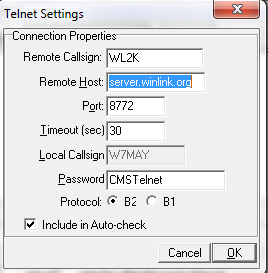 Telnet Settings
Connection Properties
Remote Callsign: WL2K
Remote Host: server.winlink.org
Port: 8772
Timeout (sec) 30
Local Callsign W7MAY
Password CMSTelnet
Protocol: B2 B1
Include in Auto-check
Cancel OK